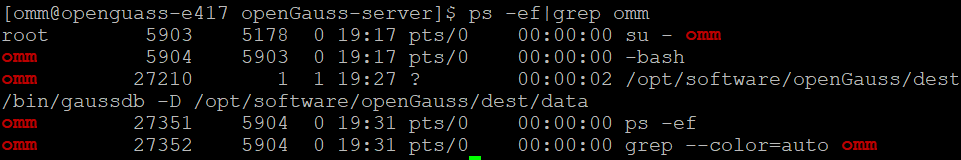 [omm@openguass-e417 openGauss-server]$ ps -ef|grep omm
root        5903    5178  0 19:17 pts/0    00:00:00 su - omm
omm         5904    5903  0 19:17 pts/0    00:00:00 -bash
omm        27210       1  1 19:27 ?        00:00:02 /opt/software/openGauss/dest
/bin/gaussdb -D /opt/software/openGauss/dest/data
omm        27351    5904  0 19:31 pts/0    00:00:00 ps -ef
omm        27352    5904  0 19:31 pts/0    00:00:00 grep --color=auto omm